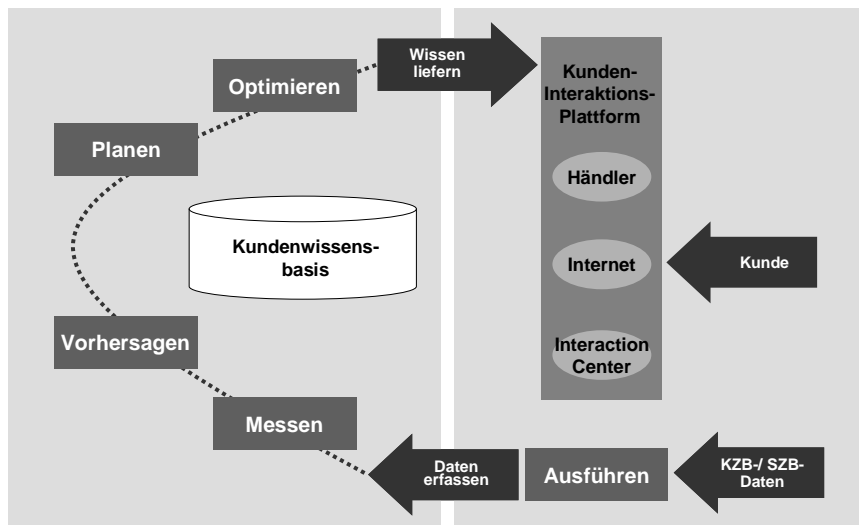 Wissen
liefern
Optimieren
Planen
Kundenwissens-
basis
Vorhersagen
Messen
Daten
erfassen
Kunden-
Interaktions-
Plattform
Händler
Internet
Interaction
Center
Kunde
Ausführen
KZB-/ SZB-
Daten